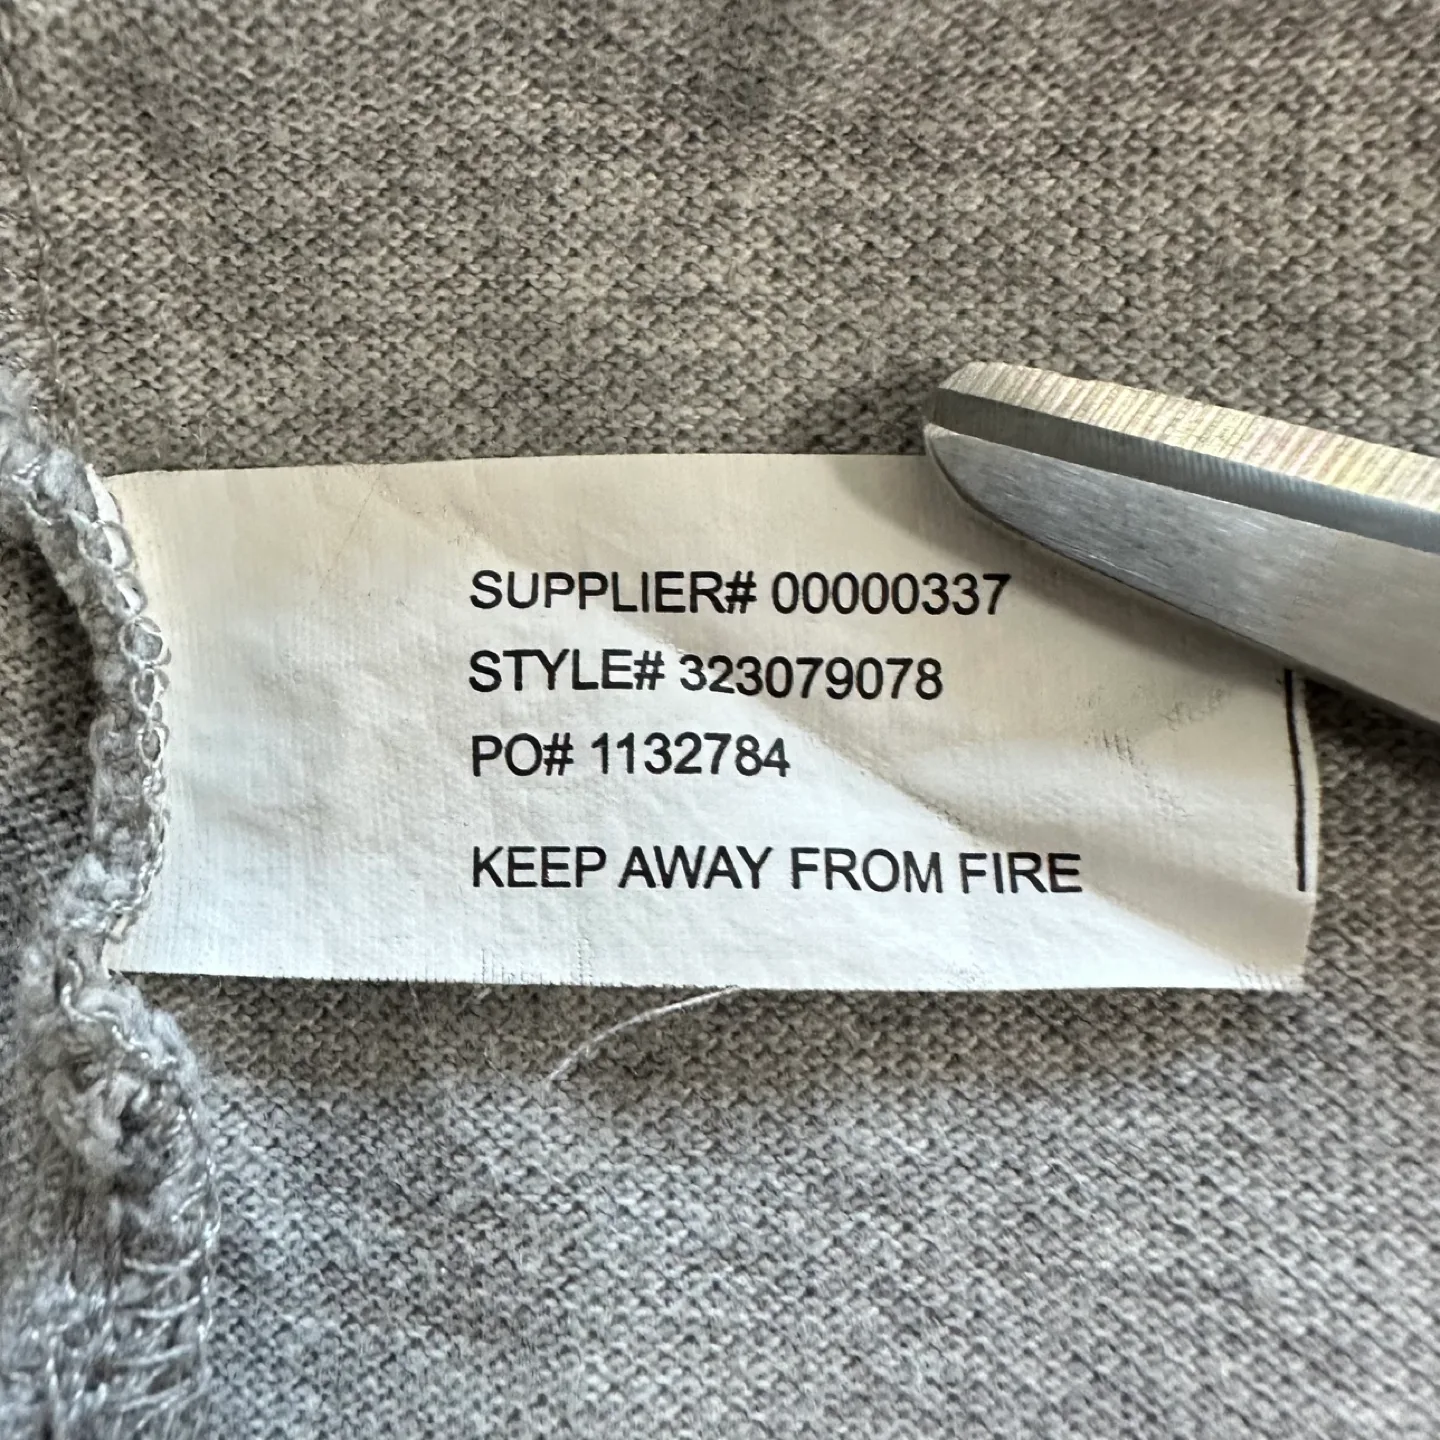 SUPPLIER# 00000337
STYLE# 323079078
PO# 1132784
KEEP AWAY FROM FIRE